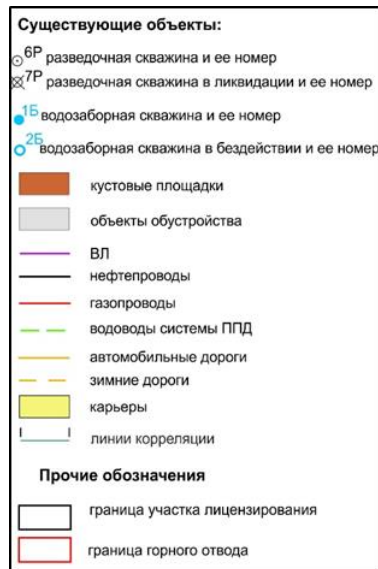 Существующие объекты:
6Р разведочная скважина и ее номер
7Р разведочная скважина в ликвидации и ее номер
1Б водозаборная скважина и ее номер
2Б водозаборная скважина в бездействии и ее номер
кустовые площадки
объекты обустройства
ВЛ
нефтепроводы
газопроводы
водоводы системы ППД
автомобильные дороги
зимние дороги
карьеры
линии корреляции
Прочие обозначения
граница участка лицензирования
граница горного отвода